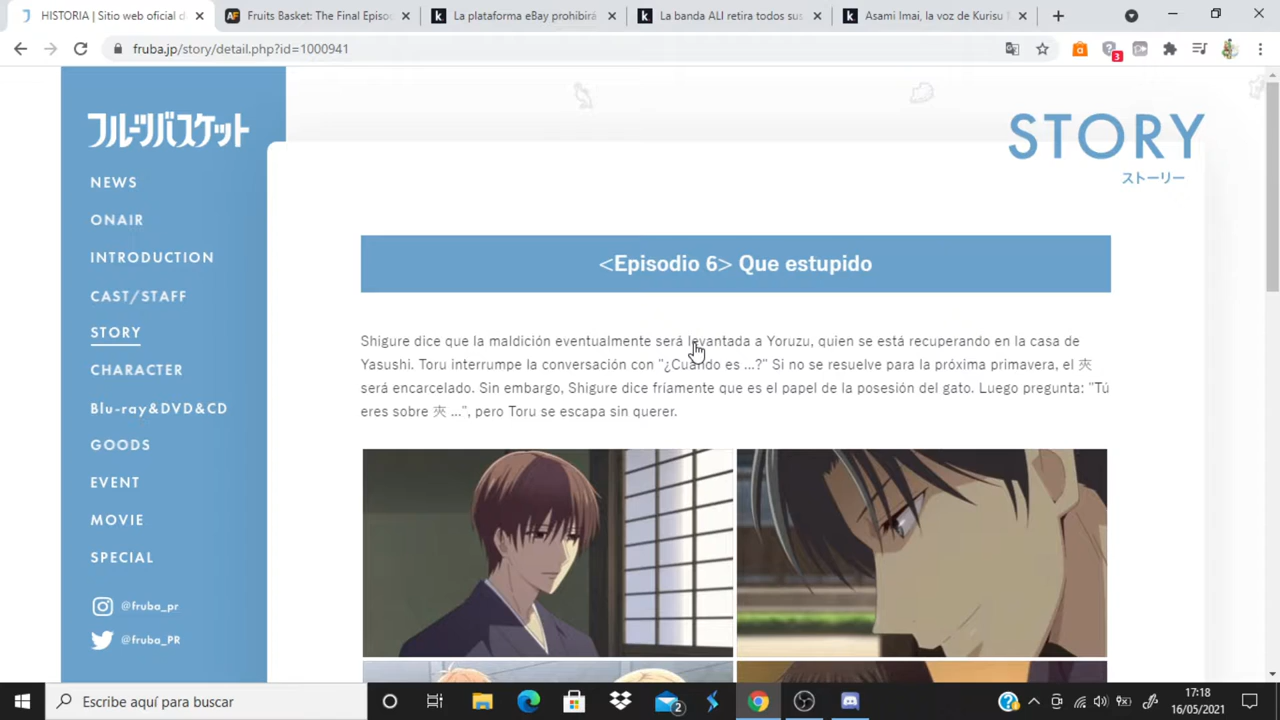 HISTORIA | Sitio web oficial d
Fruits Basket: The Final Episo
La plataforma eBay prohibirá
La banda ALI retira todos sus
Asami Imai, la voz de Kurisu
fruba.jp/story/detail.php?id=1000941
3
フルーツバスケット
NEWS
ONAIR
INTRODUCTION
CAST/STAFF
STORY
CHARACTER
Blu-ray&DVD&CD
GOODS
EVENT
MOVIE
SPECIAL
@fruba_pr
@fruba_PR
STORY
ストーリー
<Episodio 6> Que estupido
Shigure dice que la maldición eventualmente será levantada a Yoruzu, quien se está recuperando en la casa de
Yasushi. Toru interrumpe la conversación con "¿Cuándo es ...?" Si no se resuelve para la próxima primavera, el 夾
será encarcelado. Sin embargo, Shigure dice fríamente que es el papel de la posesión del gato. Luego pregunta: "Tú
eres sobre 夾 ...", pero Toru se escapa sin querer.
Escribe aquí para buscar
2
17:18
16/05/2021